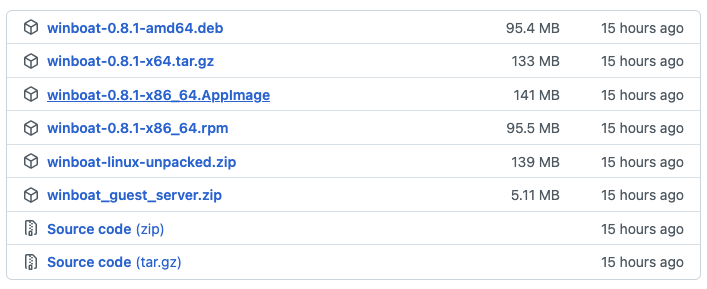 winboat-0.8.1-amd64.deb 95.4 MB 15 hours ago
winboat-0.8.1-x64.tar.gz 133 MB 15 hours ago
winboat-0.8.1-x86_64.AppImage 141 MB 15 hours ago
winboat-0.8.1-x86_64.rpm 95.5 MB 15 hours ago
winboat-linux-unpacked.zip 139 MB 15 hours ago
winboat_guest_server.zip 5.11 MB 15 hours ago
Source code (zip) 15 hours ago
Source code (tar.gz) 15 hours ago